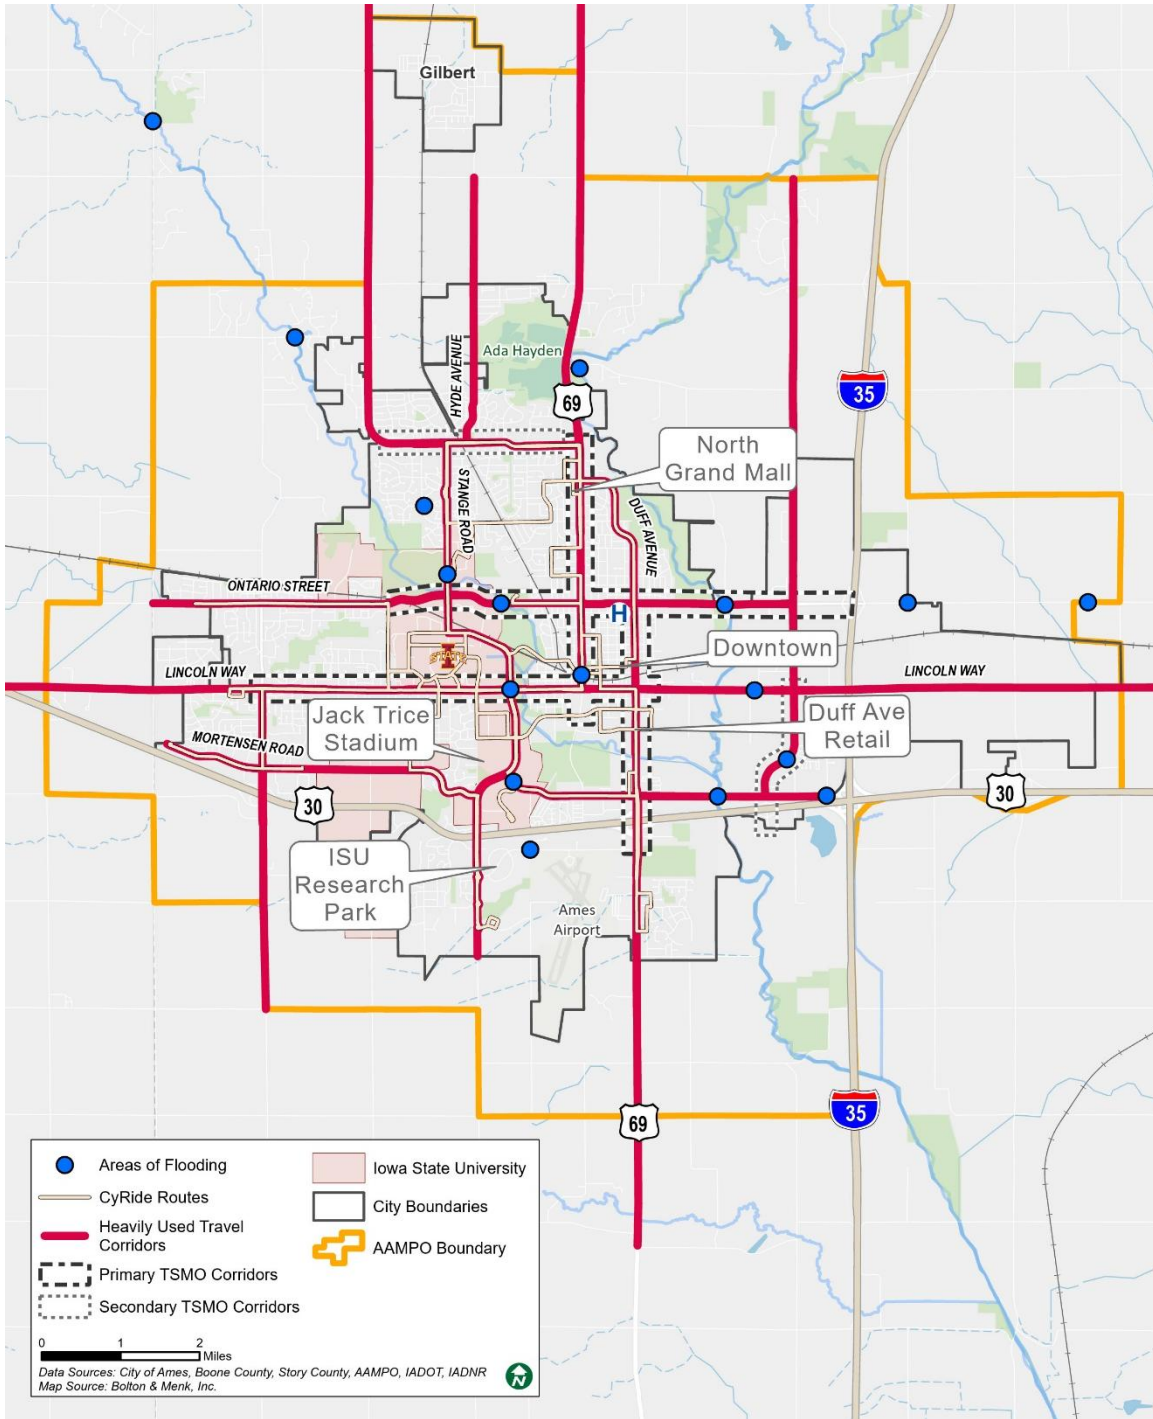 Gilbert
Ada Hayden
HYDE AVENUE
69
35
North
Grand Mall
STANGE ROAD
DUFF AVENUE
ONTARIO STREET
H
Downtown
I
STATE
LINCOLN WAY
LINCOLN WAY
Jack Trice
Stadium
Duff Ave
Retail
MORTENSEN ROAD
30
30
ISU
Research
Park
Ames
Airport
69
35
Areas of Flooding
CyRide Routes
Heavily Used Travel
Corridors
Primary TSMO Corridors
Secondary TSMO Corridors
Iowa State University
City Boundaries
AAMPO Boundary
0 1 2
Miles
Data Sources: City of Ames, Boone County, Story County, AAMPO, IADOT, IADNR
Map Source: Bolton & Menk, Inc.
N